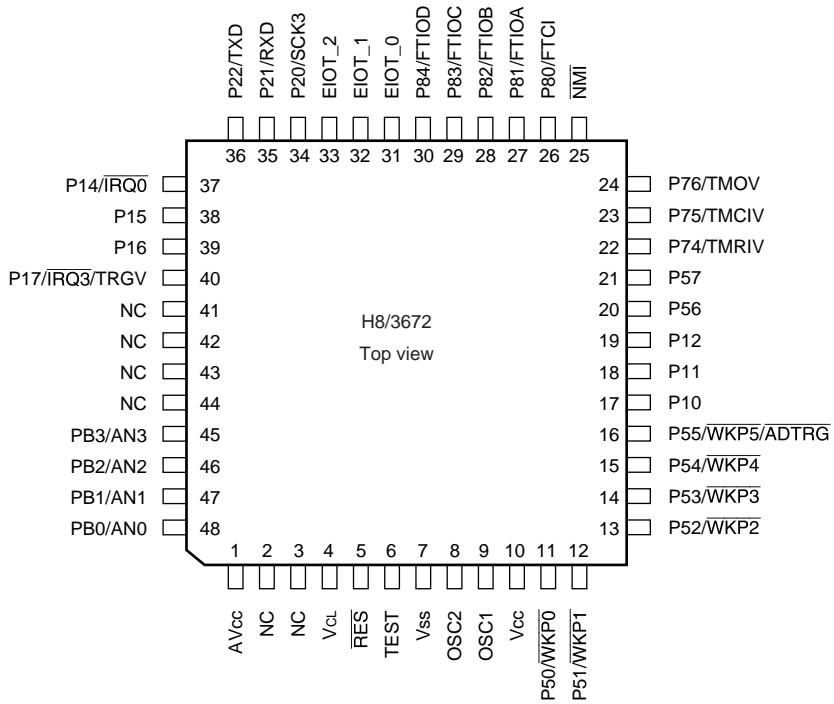 P22/TXD
P21/RXD
P20/SCK3
EIOT_2
EIOT_1
EIOT_0
P84/FTIOD
P83/FTIOC
P82/FTIOB
P81/FTIOA
P80/FTCI
NMI
36 35 34 33 32 31 30 29 28 27 26 25
P14/IRQ0 37
P15 38
P16 39
P17/IRQ3/TRGV 40
NC 41
NC 42
NC 43
NC 44
PB3/AN3 45
PB2/AN2 46
PB1/AN1 47
PB0/AN0 48
H8/3672
Top view
24 P76/TMOV
23 P75/TMCIV
22 P74/TMRIV
21 P57
20 P56
19 P12
18 P11
17 P10
16 P55/WKP5/ADTRG
15 P54/WKP4
14 P53/WKP3
13 P52/WKP2
1 2 3 4 5 6 7 8 9 10 11 12
AVcc
NC
NC
VCL
RES
TEST
Vss
OSC2
OSC1
Vcc
P50/WKP0
P51/WKP1